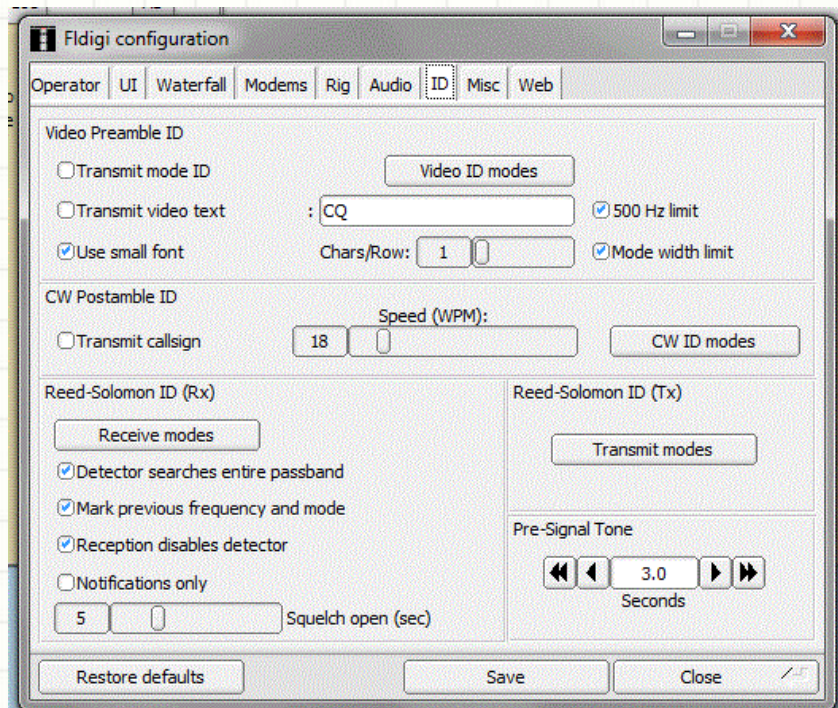 Fldigi configuration
Operator UI Waterfall Modems Rig Audio ID Misc Web
Video Preamble ID
Transmit mode ID Video ID modes
Transmit video text : CQ 500 Hz limit
Use small font Chars/Row: 1 Mode width limit
CW Postamble ID
Speed (WPM):
Transmit callsign 18 CW ID modes
Reed-Solomon ID (Rx) Reed-Solomon ID (Tx)
Receive modes
Transmit modes
Detector searches entire passband
Mark previous frequency and mode
Pre-Signal Tone
Reception disables detector
3.0
Notifications only
Seconds
5 Squelch open (sec)
Restore defaults Save Close